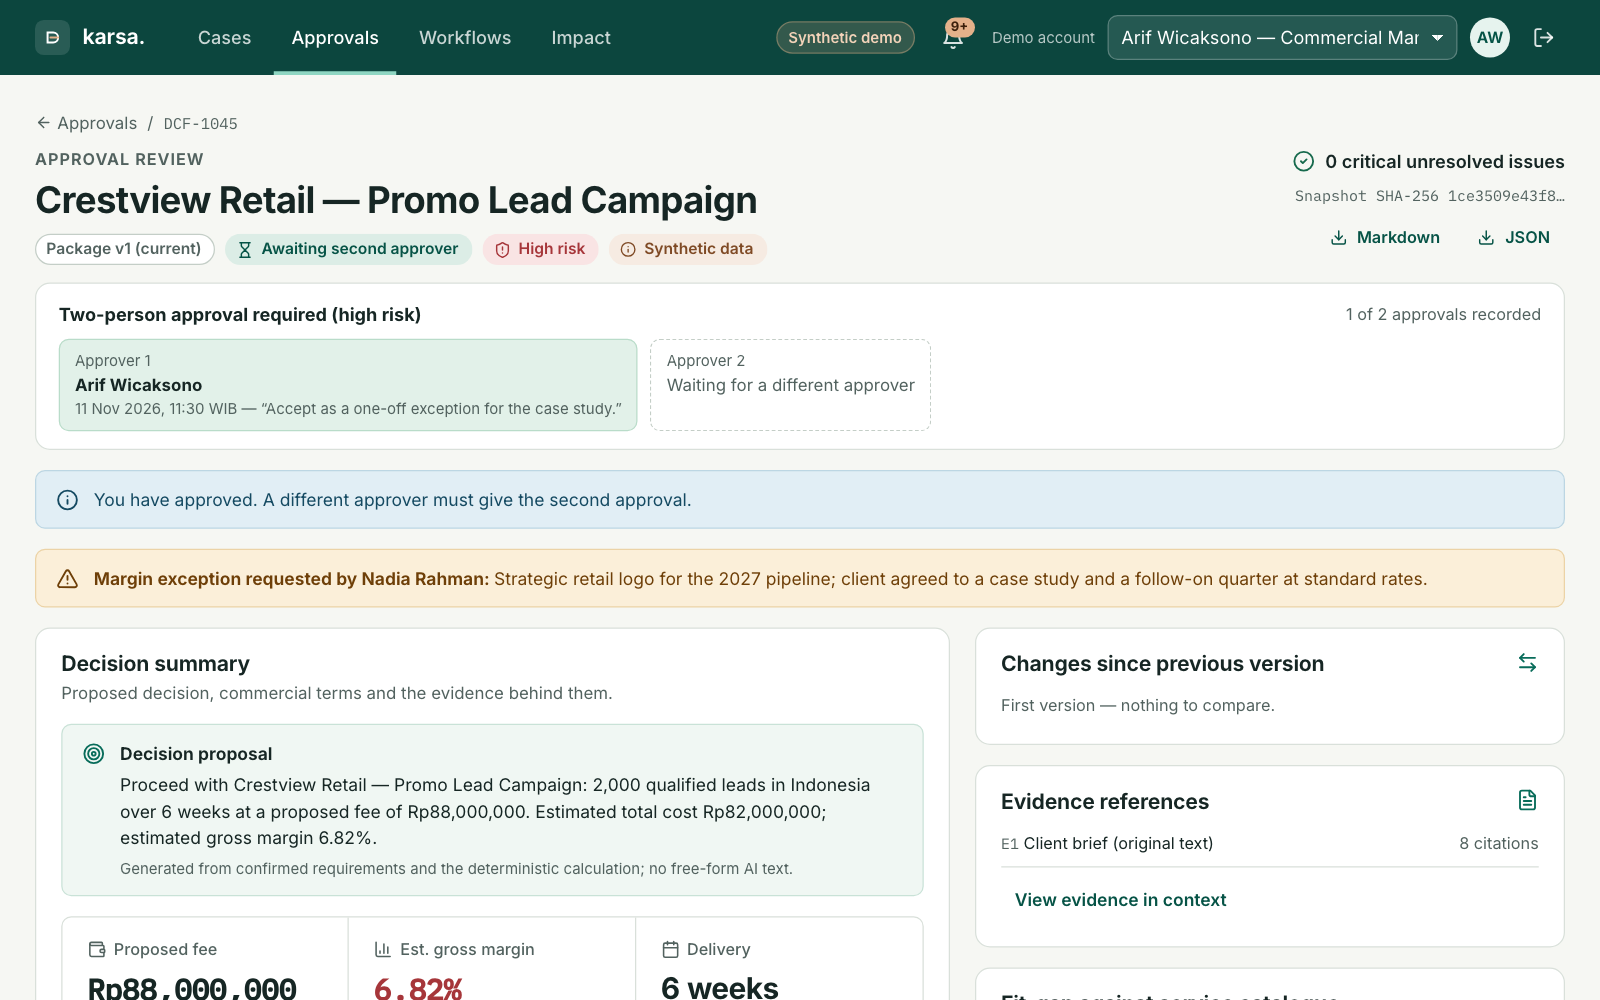 karsa.
Cases
Approvals
Workflows
Impact
Synthetic demo
9+
Demo account
Arif Wicaksono — Commercial Mar
AW
Approvals / DCF-1045
APPROVAL REVIEW
Crestview Retail — Promo Lead Campaign
Package v1 (current)
Awaiting second approver
High risk
Synthetic data
0 critical unresolved issues
Snapshot SHA-256 1ce3509e43f8…
Markdown
JSON
Two-person approval required (high risk)
1 of 2 approvals recorded
Approver 1
Arif Wicaksono
11 Nov 2026, 11:30 WIB — “Accept as a one-off exception for the case study.”
Approver 2
Waiting for a different approver
You have approved. A different approver must give the second approval.
Margin exception requested by Nadia Rahman: Strategic retail logo for the 2027 pipeline; client agreed to a case study and a follow-on quarter at standard rates.
Decision summary
Proposed decision, commercial terms and the evidence behind them.
Decision proposal
Proceed with Crestview Retail — Promo Lead Campaign: 2,000 qualified leads in Indonesia
over 6 weeks at a proposed fee of Rp88,000,000. Estimated total cost Rp82,000,000;
estimated gross margin 6.82%.
Generated from confirmed requirements and the deterministic calculation; no free-form AI text.
Proposed fee
Rp88,000,000
Est. gross margin
6.82%
Delivery
6 weeks
Changes since previous version
First version — nothing to compare.
Evidence references
E1 Client brief (original text)
8 citations
View evidence in context